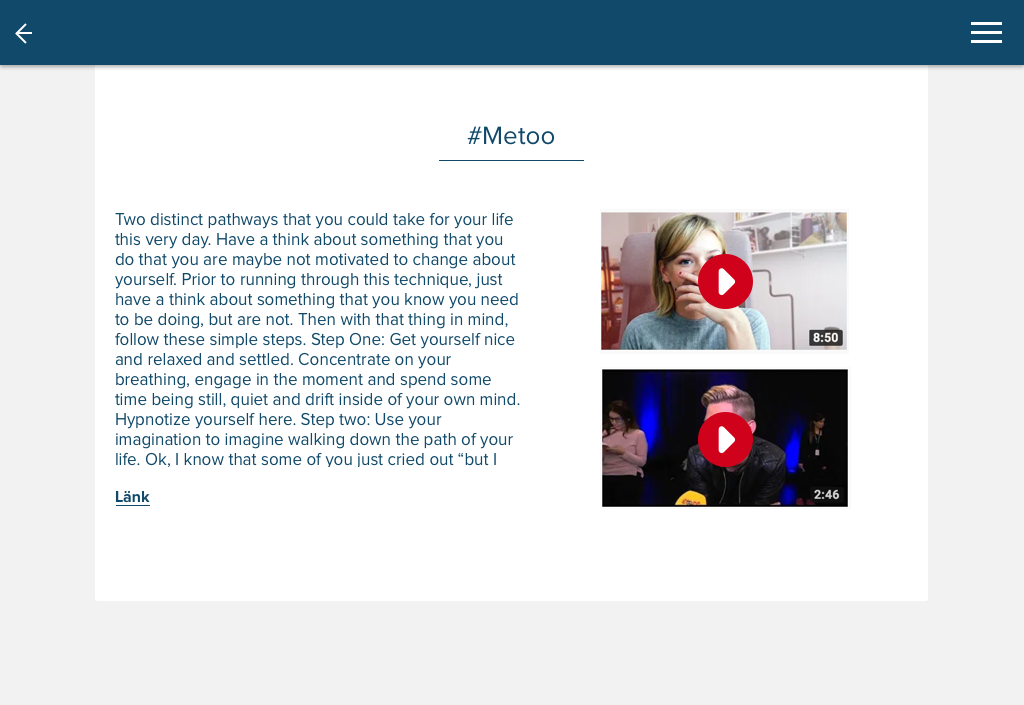 #Metoo
Two distinct pathways that you could take for your life
this very day. Have a think about something that you
do that you are maybe not motivated to change about
yourself. Prior to running through this technique, just
have a think about something that you know you need
to be doing, but are not. Then with that thing in mind,
follow these simple steps. Step One: Get yourself nice
and relaxed and settled. Concentrate on your
breathing, engage in the moment and spend some
time being still, quiet and drift inside of your own mind.
Hypnotize yourself here. Step two: Use your
imagination to imagine walking down the path of your
life. Ok, I know that some of you just cried out “but I
Länk
8:50
2:46